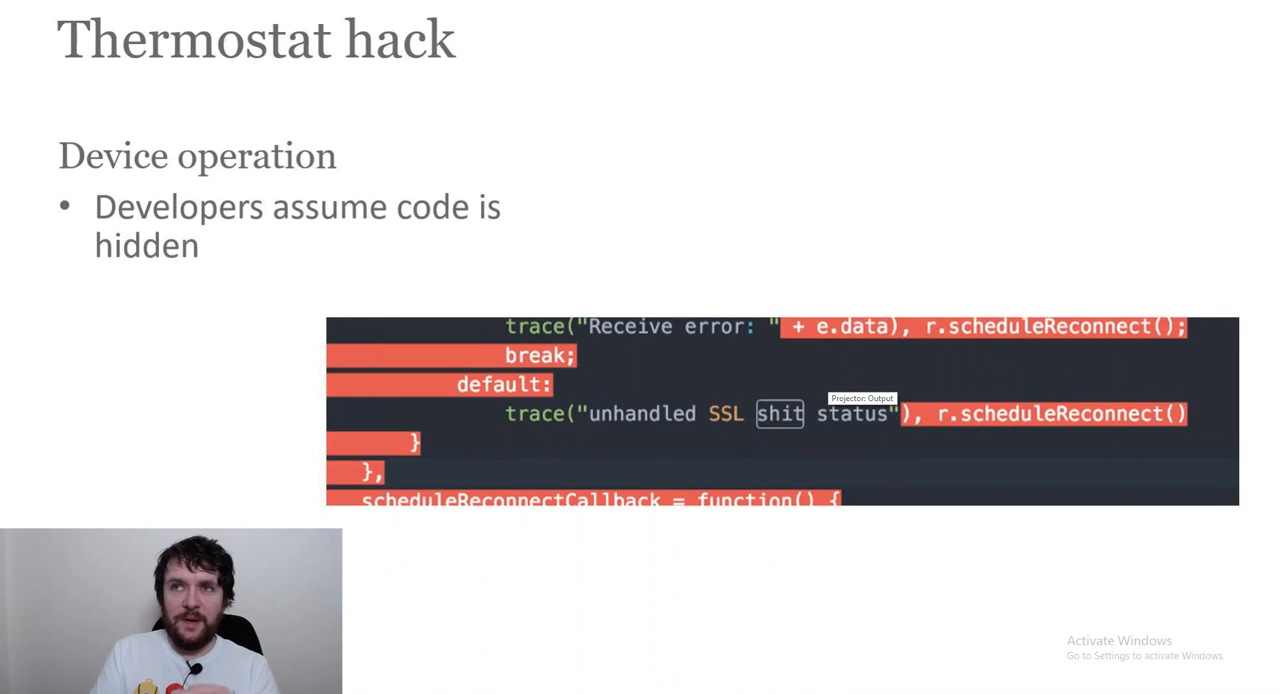 Thermostat hack
Device operation
• Developers assume code is
hidden
trace("Receive error: " + e.data), r.scheduleReconnect();
break;
default:
Projector: Output
trace("unhandled SSL shit status"), r.scheduleReconnect()
}
},
scheduleReconnectCallback = function() {
Activate Windows
Go to Settings to activate Windows.